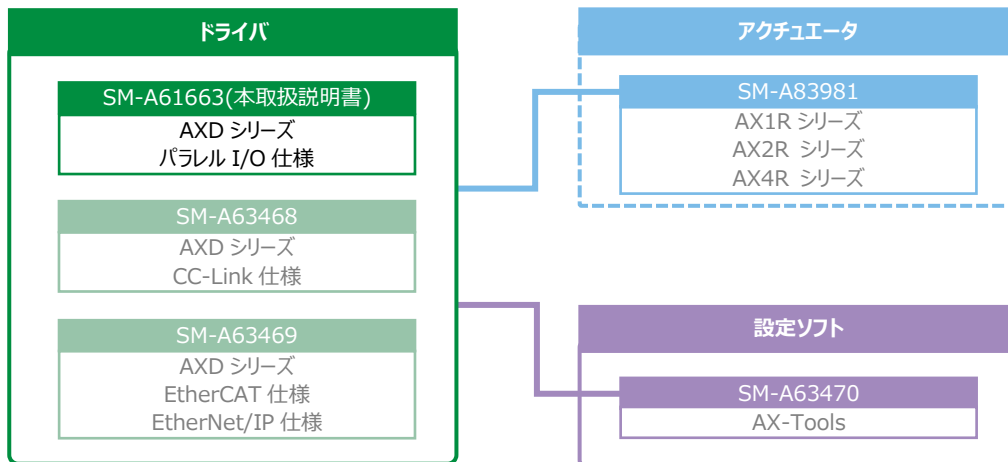 ドライバ
SM-A61663(本取扱説明書)
AXD シリーズ
パラレル I/O 仕様
SM-A63468
AXD シリーズ
CC-Link 仕様
SM-A63469
AXD シリーズ
EtherCAT 仕様
EtherNet/IP 仕様
アクチュエータ
SM-A83981
AX1R シリーズ
AX2R シリーズ
AX4R シリーズ
設定ソフト
SM-A63470
AX-Tools